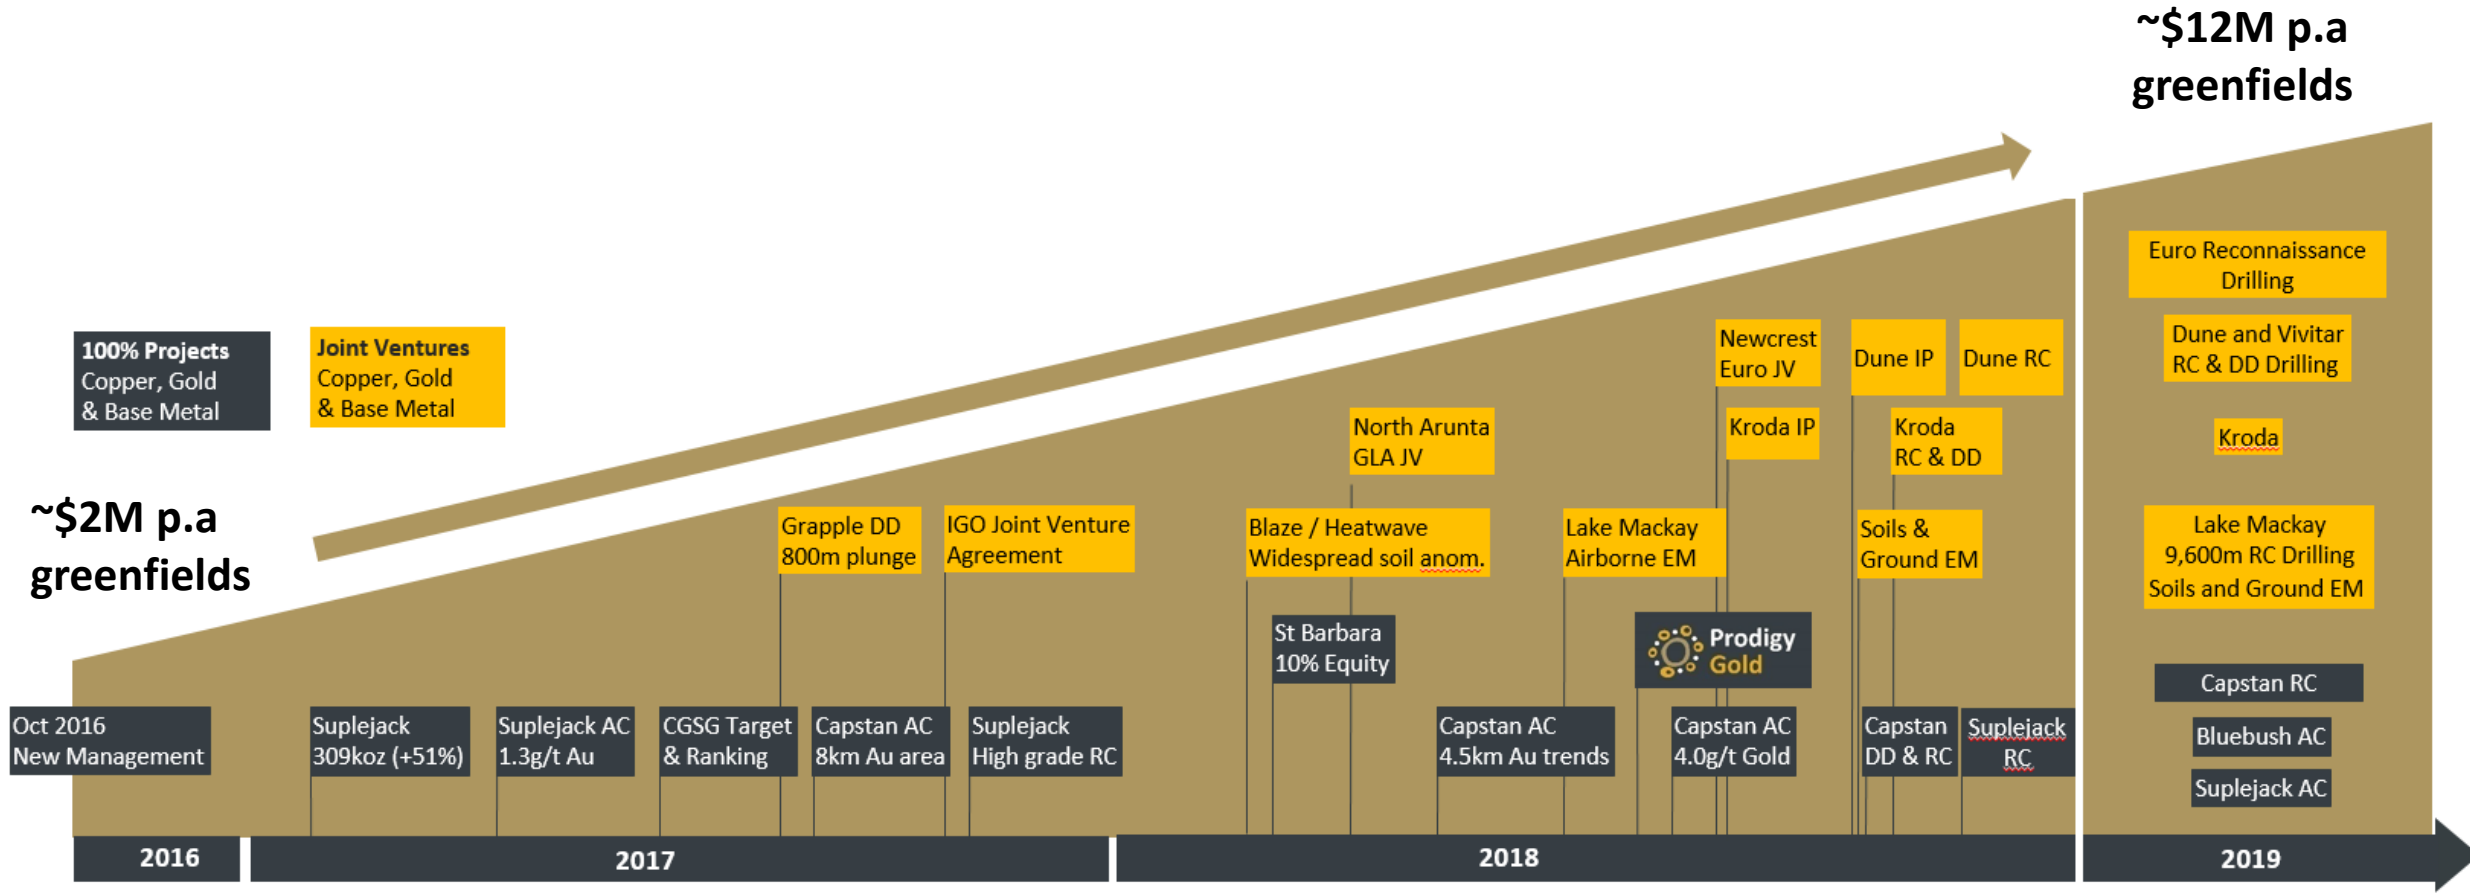 ~$12M p.a
greenfields
100% Projects
Copper, Gold
& Base Metal
Joint Ventures
Copper, Gold
& Base Metal
~$2M p.a
greenfields
Grapple DD
800m plunge
IGO Joint Venture
Agreement
Blaze / Heatwave
Widespread soil anom.
North Arunta
GLA JV
Lake Mackay
Airborne EM
Newcrest
Euro JV
Kroda IP
Dune IP
Dune RC
Kroda
RC & DD
Soils &
Ground EM
St Barbara
10% Equity
Prodigy
Gold
Oct 2016
New Management
Suplejack
309koz (+51%)
Suplejack AC
1.3g/t Au
CGSG Target
& Ranking
Capstan AC
8km Au area
Suplejack
High grade RC
Capstan AC
4.5km Au trends
Capstan AC
4.0g/t Gold
Capstan
DD & RC
Suplejack
RC
Euro Reconnaissance
Drilling
Dune and Vivitar
RC & DD Drilling
Kroda
Lake Mackay
9,600m RC Drilling
Soils and Ground EM
Capstan RC
Bluebush AC
Suplejack AC
2016
2017
2018
2019